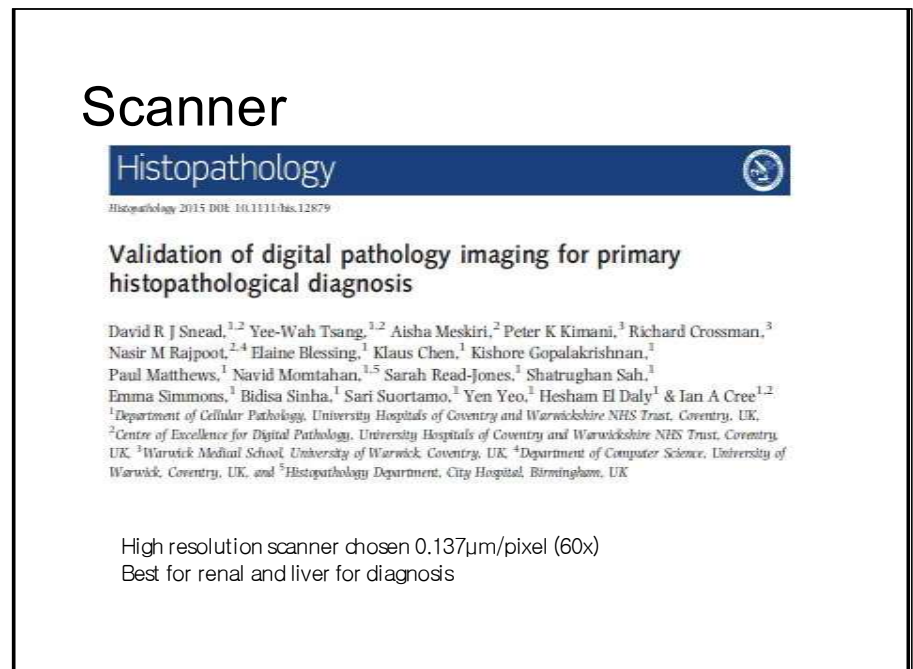 Scanner
Histopathology
Histopathology 2015 DOI: 10.1111/his.12879
Validation of digital pathology imaging for primary
histopathological diagnosis
David R J Snead,1,2 Yee-Wah Tsang,1,2 Aisha Meskiri,2 Peter K Kimani,3 Richard Crossman,3
Nasir M Rajpoot,2,4 Elaine Blessing,1 Klaus Chen,1 Kishore Gopalakrishnan,1
Paul Matthews,1 Navid Momtahan,1,5 Sarah Read-Jones,1 Shatrughan Sah,1
Emma Simmons,1 Bidisa Sinha,1 Sari Suortamo,1 Yen Yeo,1 Hesham El Daly1 & Ian A Cree1,2
1Department of Cellular Pathology, University Hospitals of Coventry and Warwickshire NHS Trust, Coventry, UK,
2Centre of Excellence for Digital Pathology, University Hospitals of Coventry and Warwickshire NHS Trust, Coventry,
UK, 3Warwick Medical School, University of Warwick, Coventry, UK, 4Department of Computer Science, University of
Warwick, Coventry, UK, and 5Histopathology Department, City Hospital, Birmingham, UK
High resolution scanner chosen 0.137µm/pixel (60x)
Best for renal and liver for diagnosis